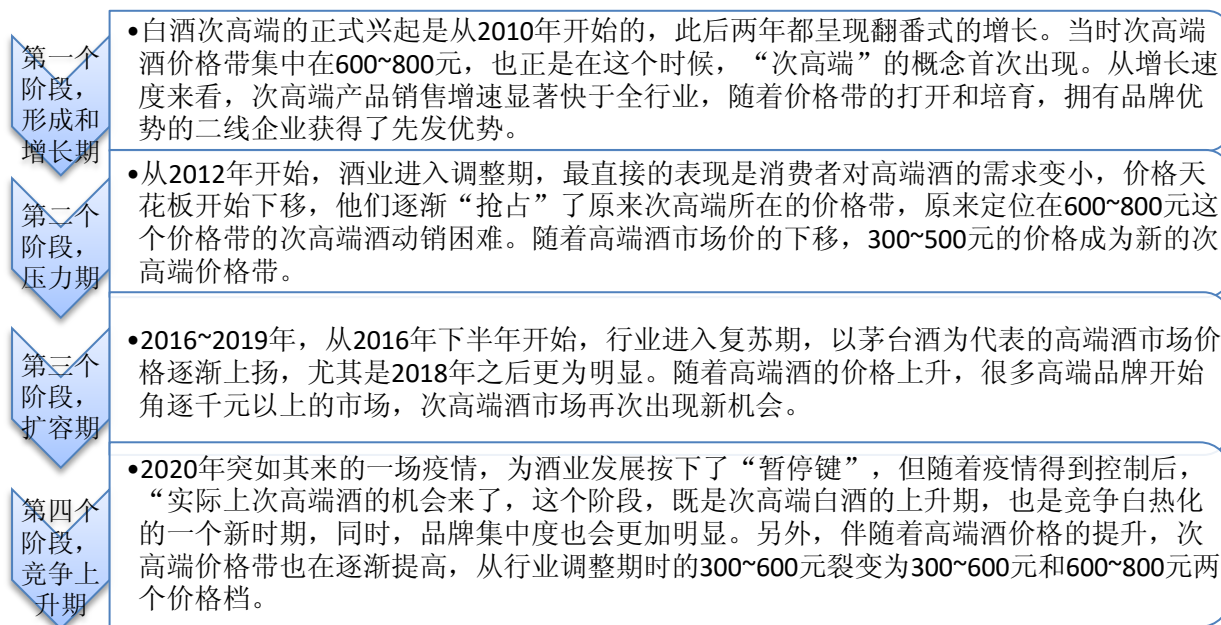 第一个
阶段，
形成和
增长期
•白酒次高端的正式兴起是从2010年开始的，此后两年都呈现翻番式的增长。当时次高端
酒价格带集中在600~800元，也正是在这个时候，“次高端”的概念首次出现。从增长速
度来看，次高端产品销售增速显著快于全行业，随着价格带的打开和培育，拥有品牌优
势的二线企业获得了先发优势。
第二个
阶段，
压力期
•从2012年开始，酒业进入调整期，最直接的表现是消费者对高端酒的需求变小，价格天
花板开始下移，他们逐渐“抢占”了原来次高端所在的价格带，原来定位在600~800元这
个价格带的次高端酒动销困难。随着高端酒市场价的下移，300~500元的价格成为新的次
高端价格带。
第三个
阶段，
扩容期
•2016~2019年，从2016年下半年开始，行业进入复苏期，以茅台酒为代表的高端酒市场价
格逐渐上扬，尤其是2018年之后更为明显。随着高端酒的价格上升，很多高端品牌开始
角逐千元以上的市场，次高端酒市场再次出现新机会。
第四个
阶段，
竞争上
升期
•2020年突如其来的一场疫情，为酒业发展按下了“暂停键”，但随着疫情得到控制后，
“实际上次高端酒的机会来了，这个阶段，既是次高端白酒的上升期，也是竞争白热化
的一个新时期，同时，品牌集中度也会更加明显。另外，伴随着高端酒价格的提升，次
高端价格带也在逐渐提高，从行业调整期时的300~600元裂变为300~600元和600~800元两
个价格档。